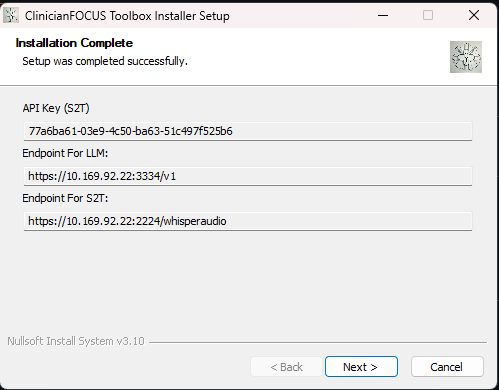 ClinicianFOCUS Toolbox Installer Setup
Installation Complete
Setup was completed successfully.
API Key (S2T)
77a6ba61-03e9-4c50-ba63-51c497f525b6
Endpoint For LLM:
https://10.169.92.22:3334/v1
Endpoint For S2T:
https://10.169.92.22:2224/whisperaudio
Nullsoft Install System v3.10
< Back
Next >
Cancel